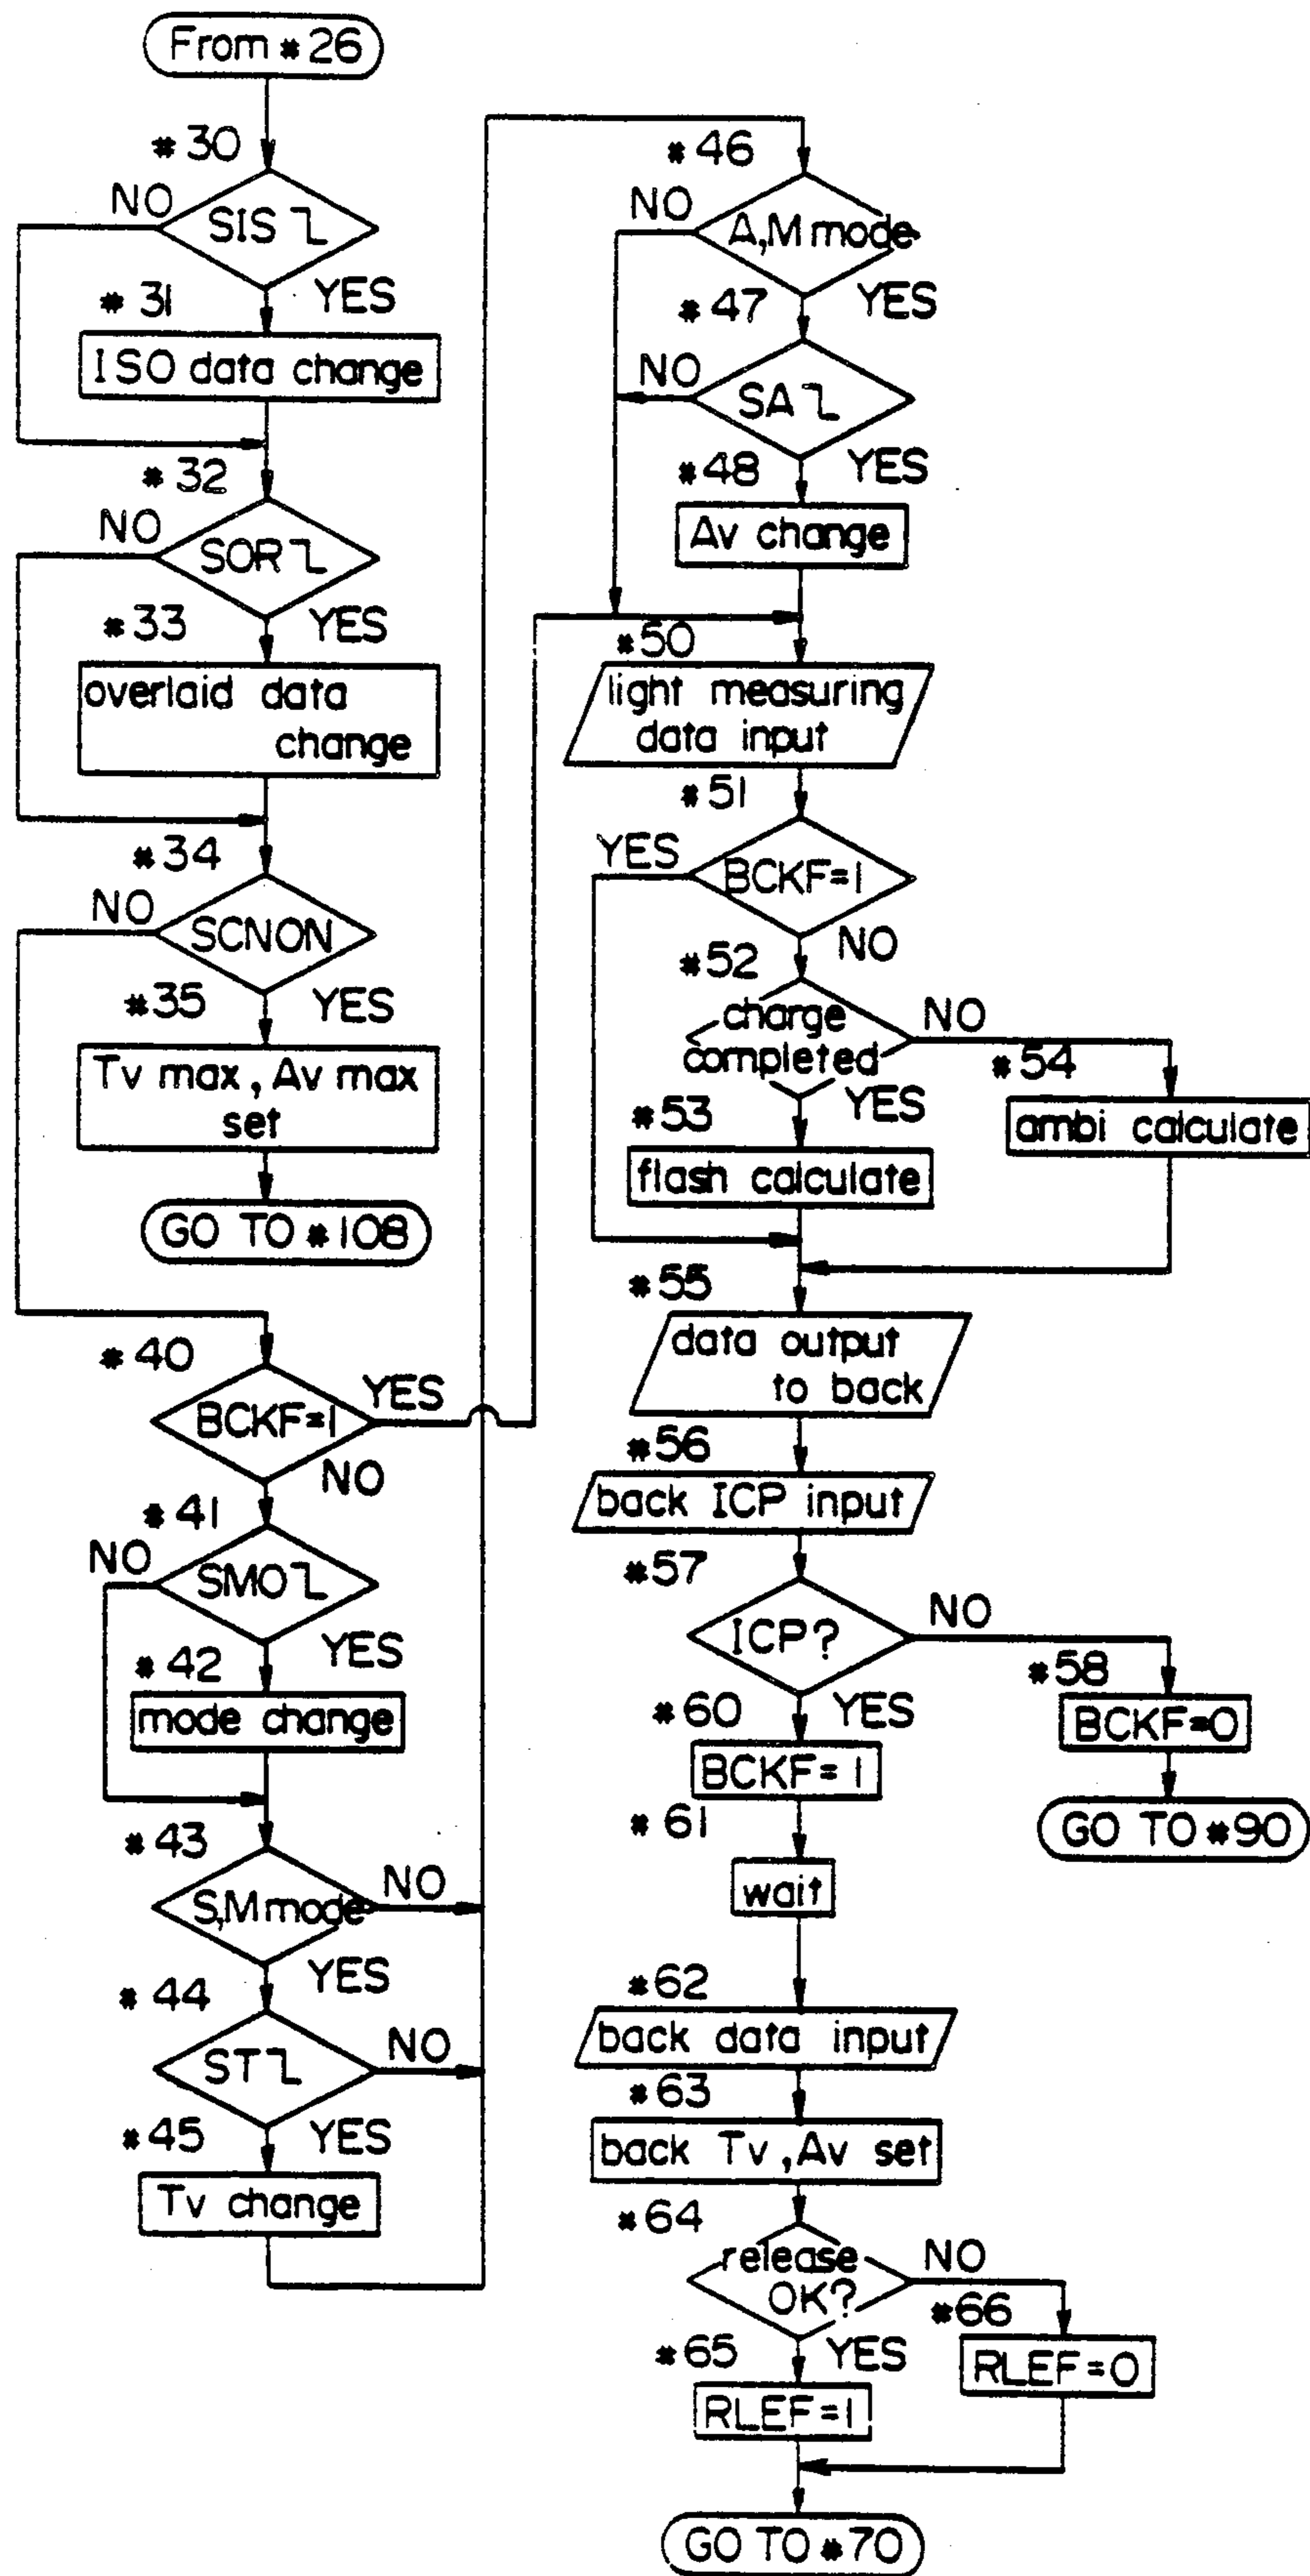 From *26
*30
NO
SIS
YES
*31
ISO data change
*32
NO
SOR
YES
*33
overlaid data
change
*34
NO
SCNON
YES
*35
Tv max, Av max
set
GO TO *108
*40
BCKF=1
YES
NO
*41
NO
SMO
YES
*42
mode change
*43
S,M mode
NO
YES
*44
ST
NO
YES
*45
Tv change
*46
NO
A,M mode
YES
*47
NO
SA
YES
*48
Av change
*50
light measuring
data input
*51
YES
BCKF=1
NO
*52
charge
completed
NO
YES
*53
flash calculate
*54
ambi calculate
*55
data output
to back
*56
back ICP input
*57
ICP?
NO
YES
*58
BCKF=0
GO TO *90
*60
BCKF=1
*61
wait
*62
back data input
*63
back Tv, Av set
*64
release
OK?
NO
YES
*66
RLEF=0
*65
RLEF=1
GO TO *70